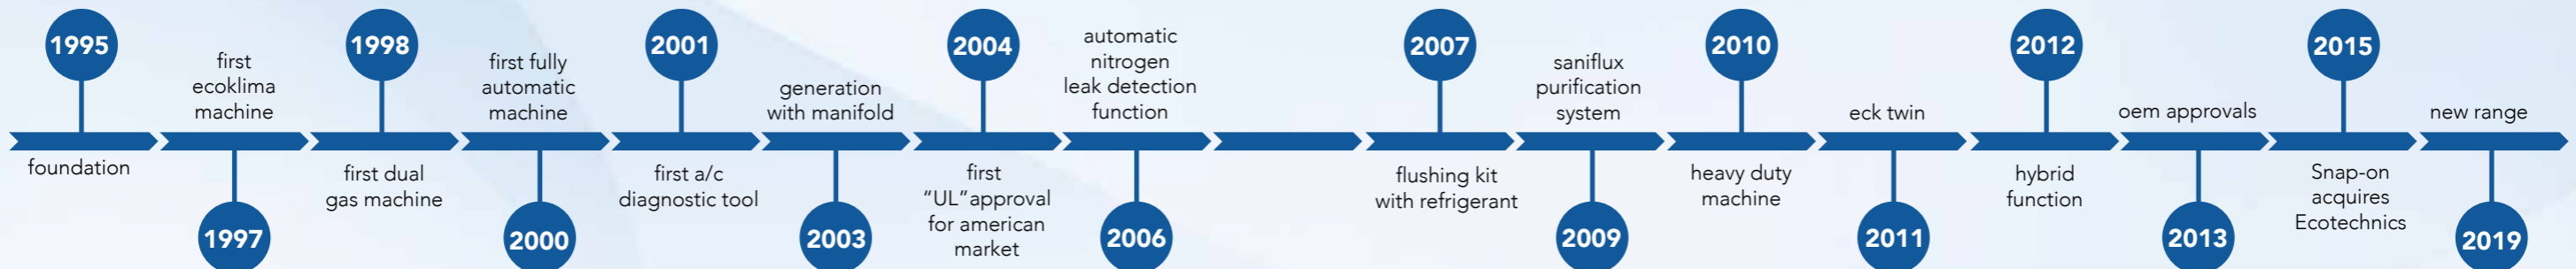 1995
foundation
first
ecoklima
machine
1997
1998
first dual
gas machine
first fully
automatic
machine
2000
2001
first a/c
diagnostic tool
generation
with manifold
2003
2004
first
“UL”approval
for american
market
automatic
nitrogen
leak detection
function
2006
2007
flushing kit
with refrigerant
saniflux
purification
system
2009
2010
heavy duty
machine
eck twin
2011
2012
hybrid
function
oem approvals
2013
2015
Snap-on
acquires
Ecotechnics
new range
2019